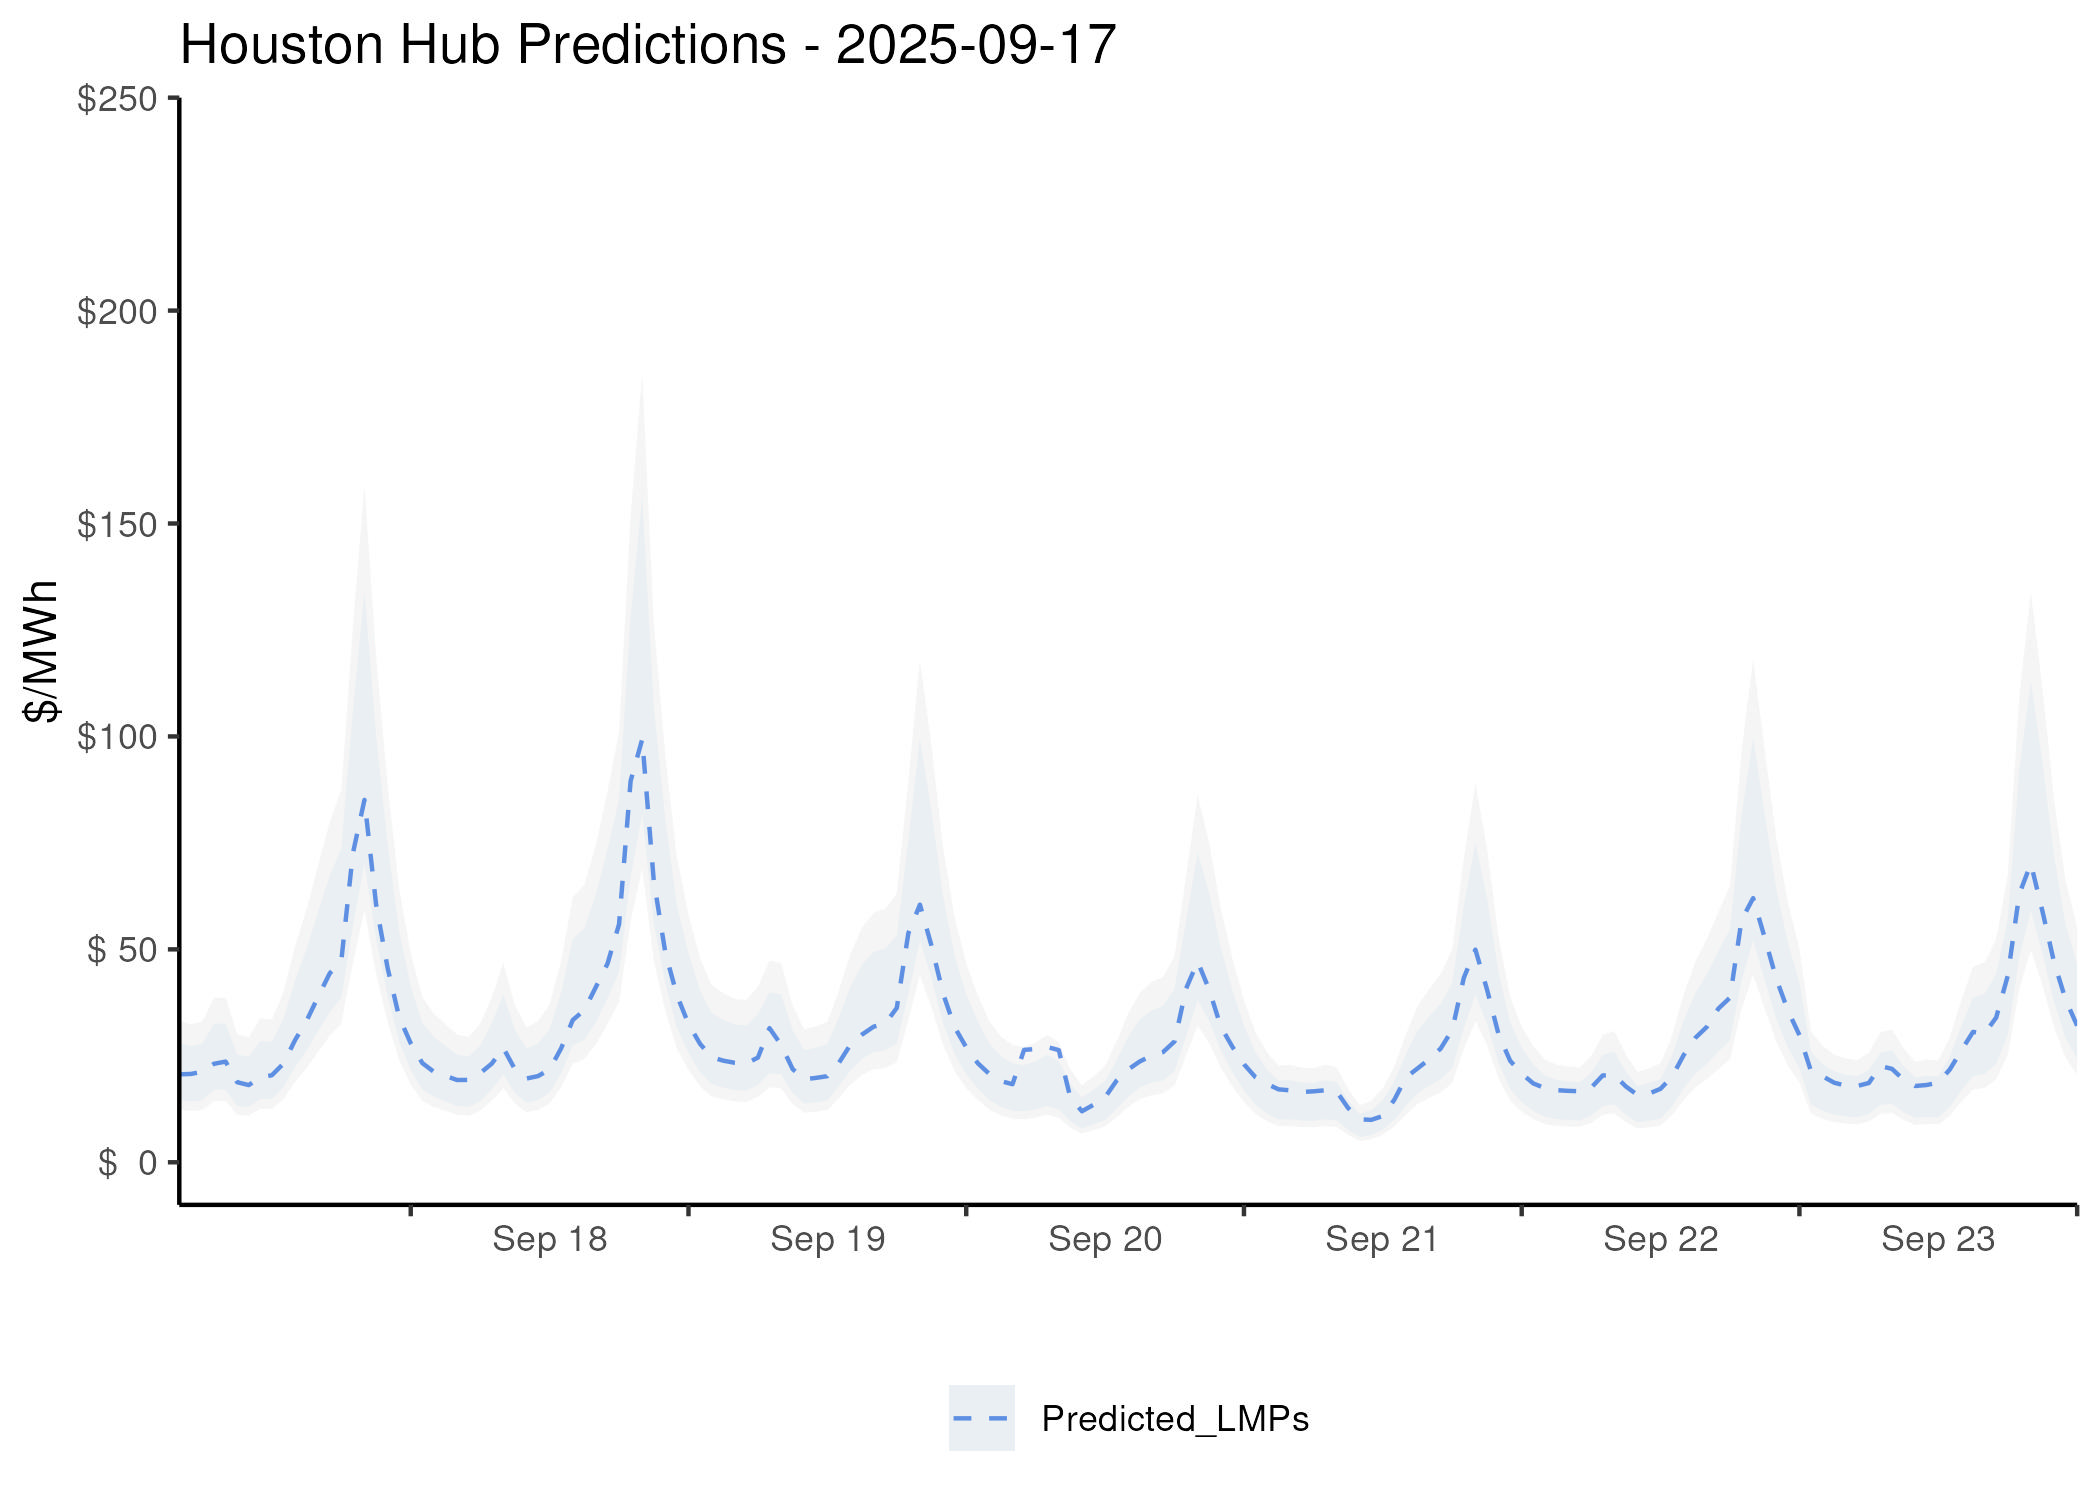 Houston Hub Predictions - 2025-09-17
$250
$200
$150
$100
$ 50
$ 0
$/MWh
Sep 18 Sep 19 Sep 20 Sep 21 Sep 22 Sep 23
Predicted_LMPs